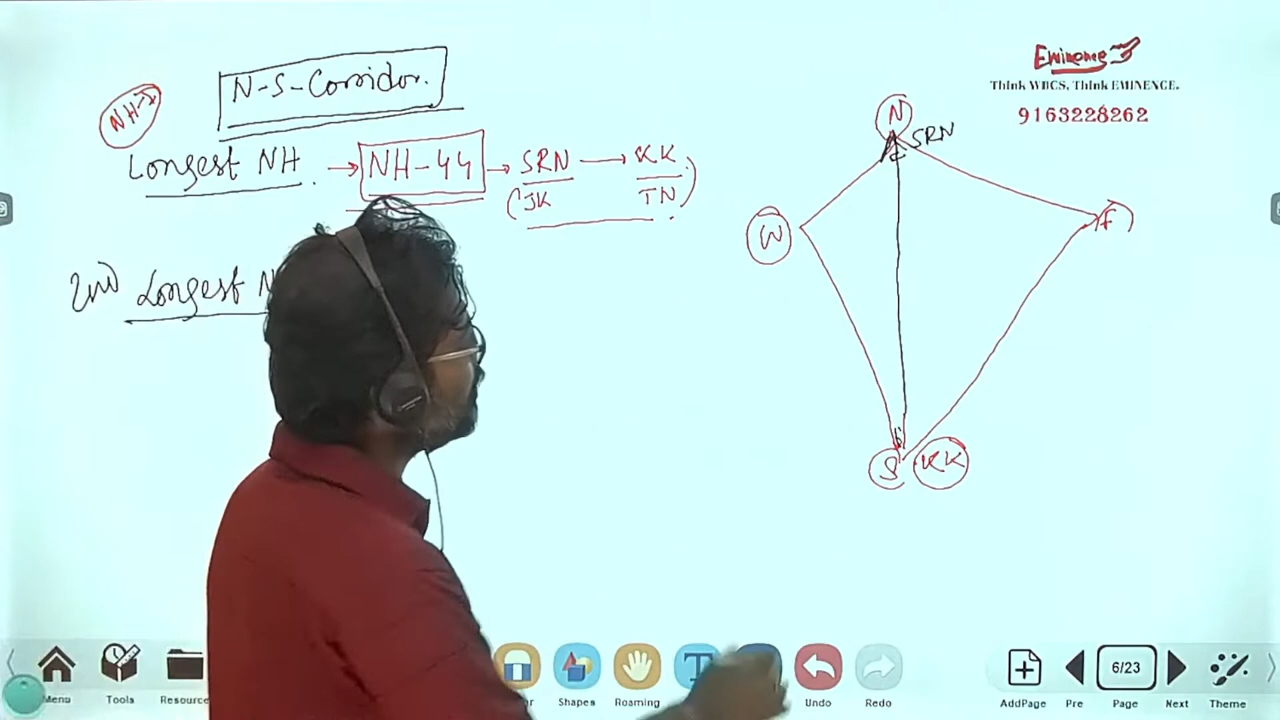 N-S-Corridor.
NH-
Longest NH → NH-44 → SRN → KK
(JK TN)
2nd Longest N
Eminence
Think WBCS, Think EMINENCE.
9163228262
N
SRN
W
E
S KK
Menu
Tools
Resource
Shapes
Roaming
T
Undo
Redo
AddPage
Pre
6/23
Page
Next
Theme